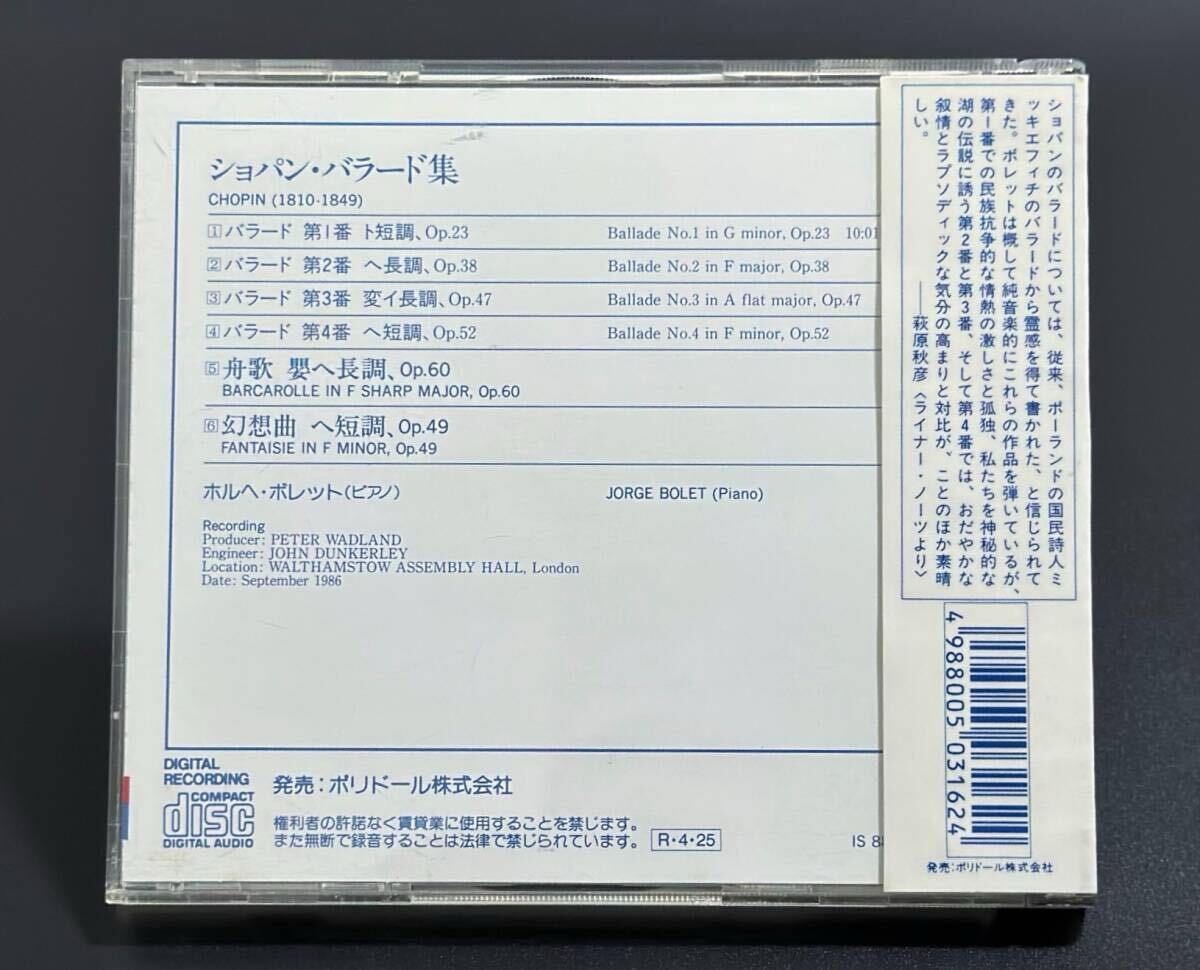 ショパン・バラード集
CHOPIN (1810-1849)
1 バラード 第1番 ト短調、Op.23 Ballade No.1 in G minor, Op.23 10:01
2 バラード 第2番 ヘ長調、Op.38 Ballade No.2 in F major, Op.38
3 バラード 第3番 変イ長調、Op.47 Ballade No.3 in A flat major, Op.47
4 バラード 第4番 ヘ短調、Op.52 Ballade No.4 in F minor, Op.52
5 舟歌 嬰ヘ長調、Op.60
BARCAROLLE IN F SHARP MAJOR, Op.60
6 幻想曲 ヘ短調、Op.49
FANTAISIE IN F MINOR, Op.49
ホルヘ・ボレット(ピアノ) JORGE BOLET (Piano)
Recording
Producer: PETER WADLAND
Engineer: JOHN DUNKERLEY
Location: WALTHAMSTOW ASSEMBLY HALL, London
Date: September 1986
DIGITAL
RECORDING
COMPACT
disc
DIGITAL AUDIO
発売:ポリドール株式会社
権利者の許諾なく賃貸業に使用することを禁じます。
また無断で録音することは法律で禁じられています。 R・4・25
IS
ショパンのバラードについては、従来、ポーランドの国民詩人ミ
ッキエフィチのバラードから霊感を得て書かれた、と信じられて
きた。ボレットは概して純音楽的にこれらの作品を弾いているが、
第1番での民族抗争的な情熱の激しさと孤独、私たちを神秘的な
湖の伝説に誘う第2番と第3番、そして第4番では、おだやかな
叙情とラプソディックな気分の高まりと対比が、ことのほか素晴
しい。
――萩原秋彦〈ライナー・ノーツより〉
4 988005 031624
発売:ポリドール株式会社